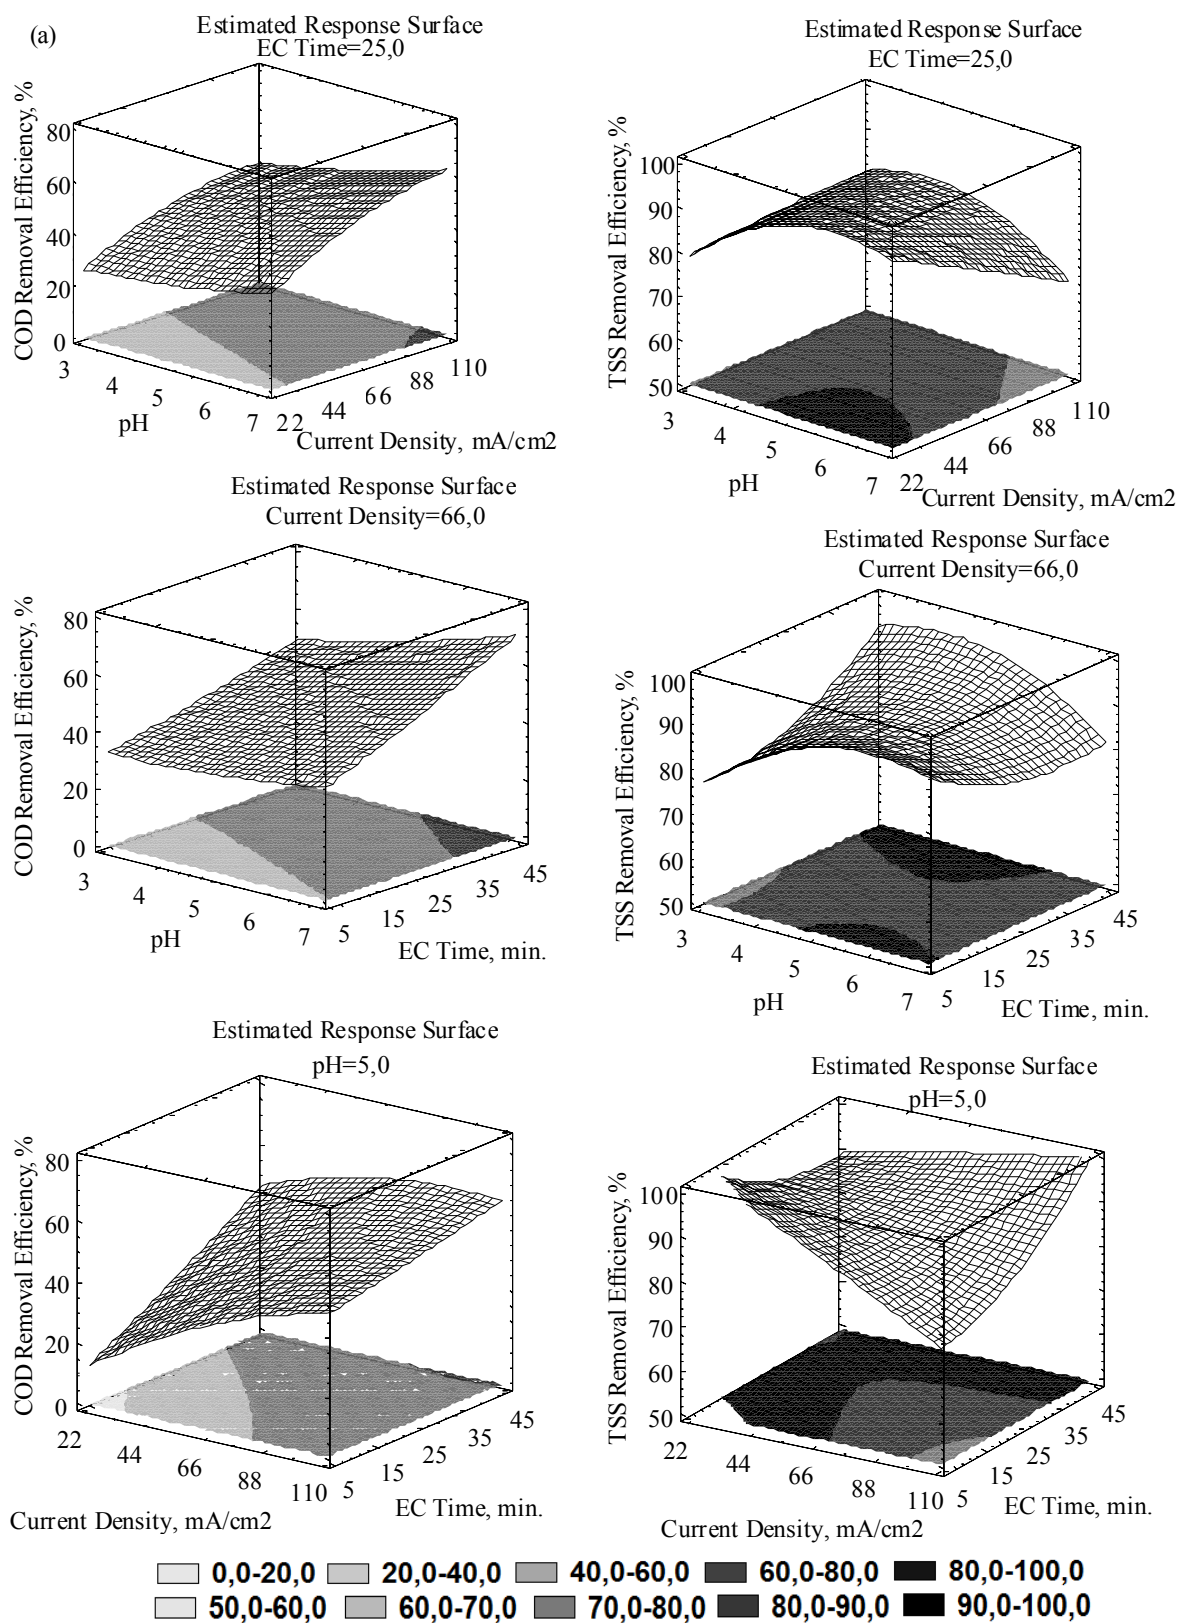 (a)
Estimated Response Surface
EC Time=25,0
COD Removal Efficiency, %
80
60
40
20
0
3
4
5
6
7
pH
22
44
66
88
110
Current Density, mA/cm2
Estimated Response Surface
EC Time=25,0
TSS Removal Efficiency, %
100
90
80
70
60
50
3
4
5
6
7
pH
22
44
66
88
110
Current Density, mA/cm2
Estimated Response Surface
Current Density=66,0
COD Removal Efficiency, %
80
60
40
20
0
3
4
5
6
7
pH
5
15
25
35
45
EC Time, min.
Estimated Response Surface
Current Density=66,0
TSS Removal Efficiency, %
100
90
80
70
60
50
3
4
5
6
7
pH
5
15
25
35
45
EC Time, min.
Estimated Response Surface
pH=5,0
COD Removal Efficiency, %
80
60
40
20
0
22
44
66
88
110
Current Density, mA/cm2
5
15
25
35
45
EC Time, min.
Estimated Response Surface
pH=5,0
TSS Removal Efficiency, %
100
90
80
70
60
50
22
44
66
88
110
Current Density, mA/cm2
5
15
25
35
45
EC Time, min.
0,0-20,0 20,0-40,0 40,0-60,0 60,0-80,0 80,0-100,0
50,0-60,0 60,0-70,0 70,0-80,0 80,0-90,0 90,0-100,0